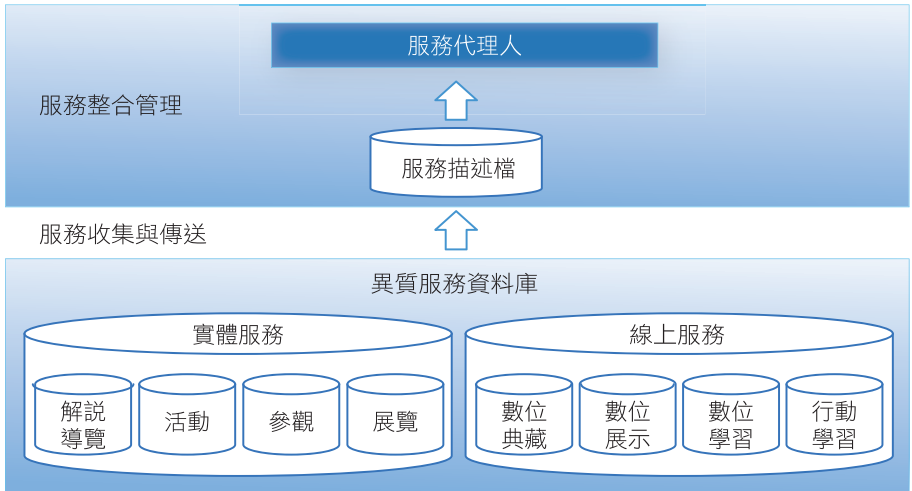 服務代理人
服務整合管理
服務描述檔
服務收集與傳送
異質服務資料庫
實體服務
線上服務
解說
導覽
活動
參觀
展覽
數位
典藏
數位
展示
數位
學習
行動
學習